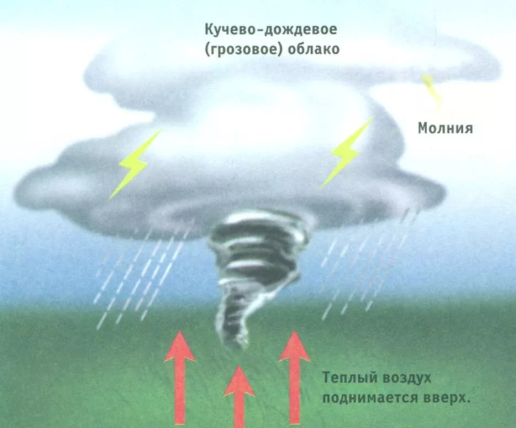 Кучево-дождевое
(грозовое) облако
Молния
Теплый воздух
поднимается вверх.